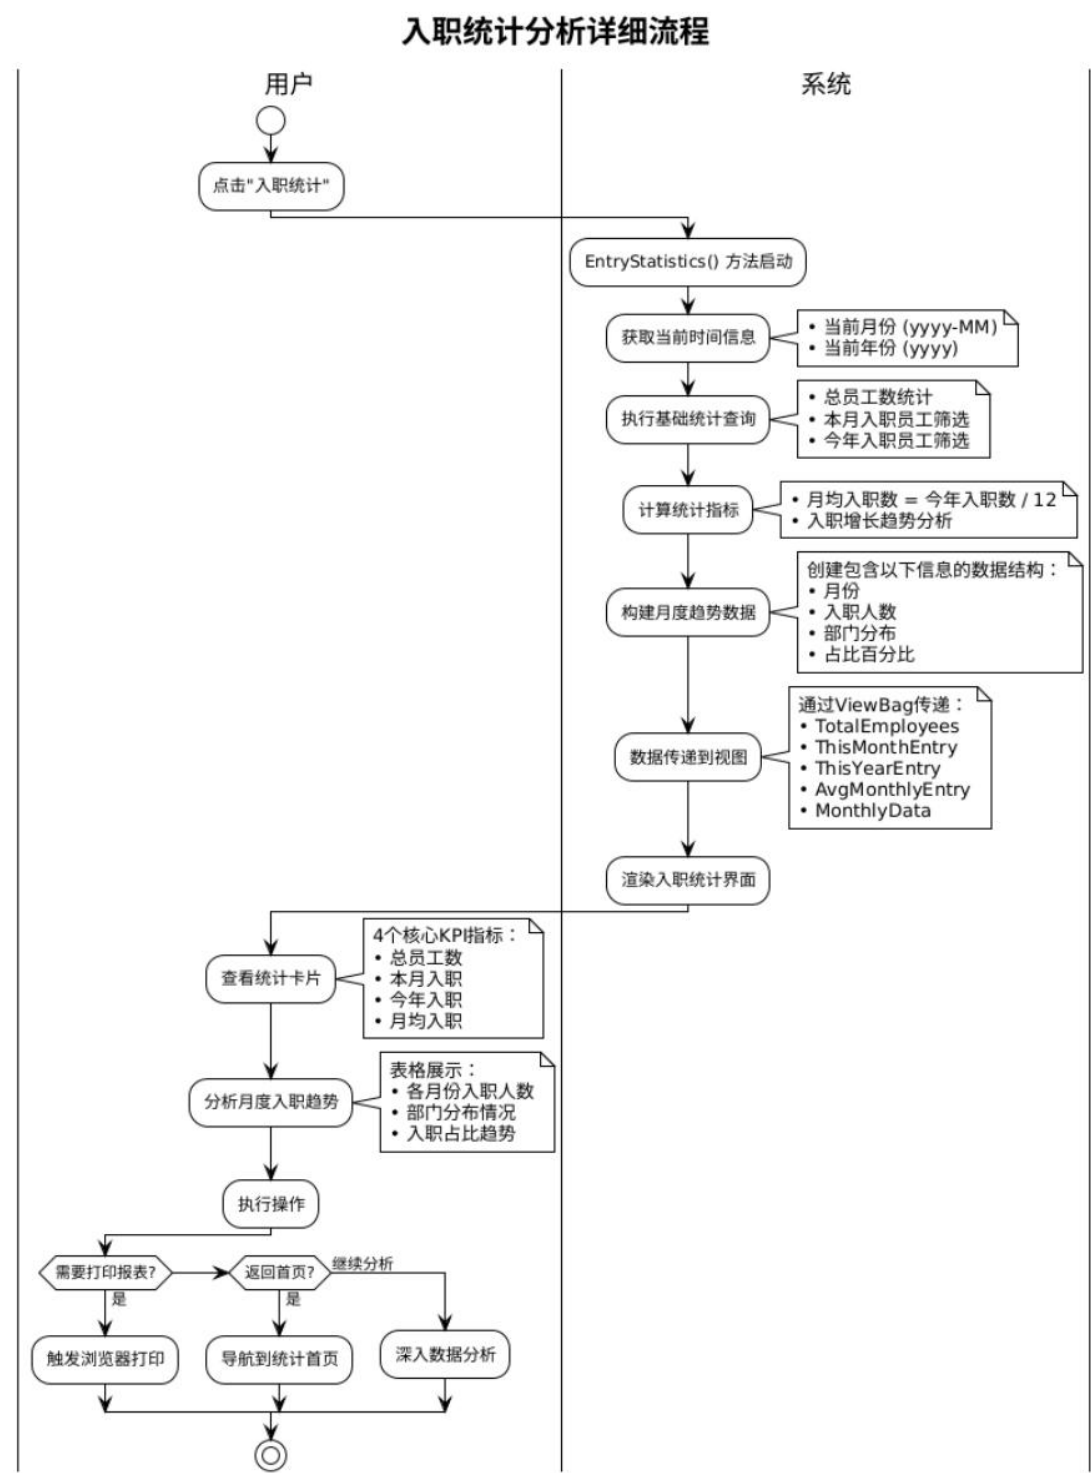 入职统计分析详细流程
用户
系统
点击"入职统计"
EntryStatistics() 方法启动
获取当前时间信息
• 当前月份 (yyyy-MM)
• 当前年份 (yyyy)
执行基础统计查询
• 总员工数统计
• 本月入职员工筛选
• 今年入职员工筛选
计算统计指标
• 月均入职数 = 今年入职数 / 12
• 入职增长趋势分析
构建月度趋势数据
创建包含以下信息的数据结构：
• 月份
• 入职人数
• 部门分布
• 占比百分比
数据传递到视图
通过ViewBag传递：
• TotalEmployees
• ThisMonthEntry
• ThisYearEntry
• AvgMonthlyEntry
• MonthlyData
渲染入职统计界面
查看统计卡片
4个核心KPI指标：
• 总员工数
• 本月入职
• 今年入职
• 月均入职
分析月度入职趋势
表格展示：
• 各月份入职人数
• 部门分布情况
• 入职占比趋势
执行操作
需要打印报表?
返回首页?
继续分析
是
是
触发浏览器打印
导航到统计首页
深入数据分析